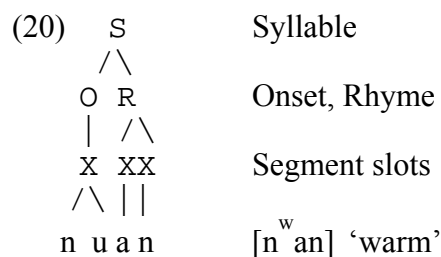 (20) S Syllable
/\
O R Onset, Rhyme
| /\
X XX Segment slots
/\ ||
n u a n [nʷan] ‘warm’